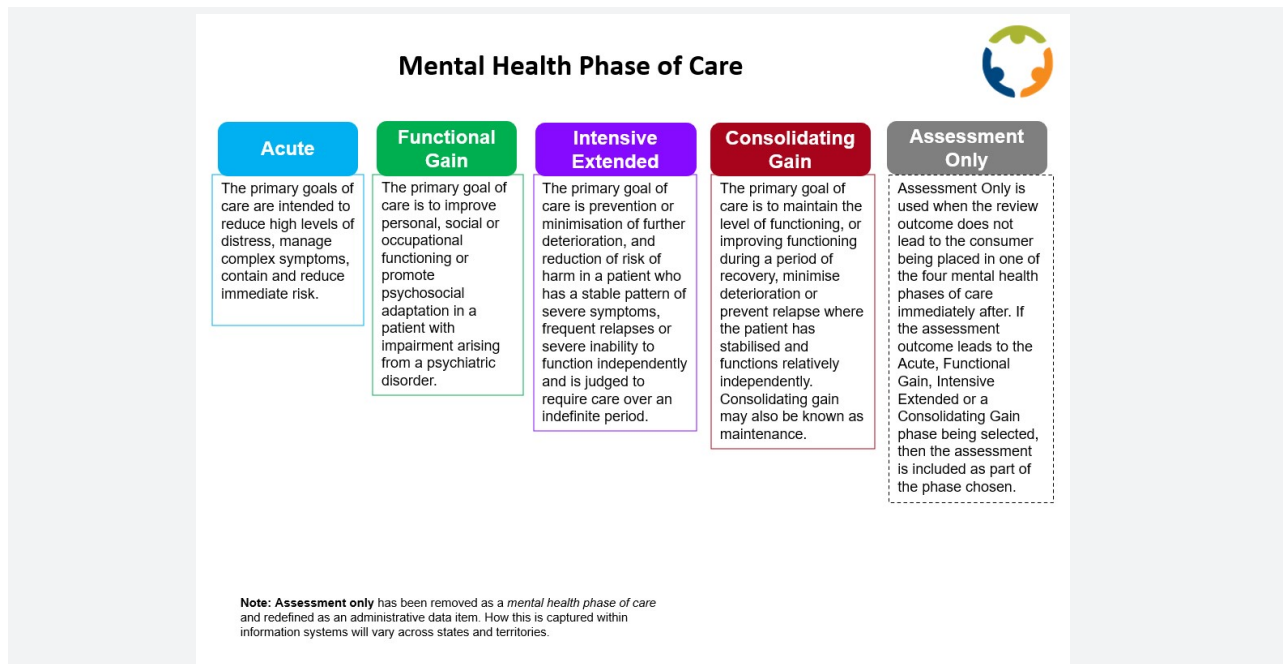 Mental Health Phase of Care
Acute
The primary goals of
care are intended to
reduce high levels of
distress, manage
complex symptoms,
contain and reduce
immediate risk.
Functional
Gain
The primary goal of
care is to improve
personal, social or
occupational
functioning or
promote
psychosocial
adaptation in a
patient with
impairment arising
from a psychiatric
disorder.
Intensive
Extended
The primary goal of
care is prevention or
minimisation of further
deterioration, and
reduction of risk of
harm in a patient who
has a stable pattern of
severe symptoms,
frequent relapses or
severe inability to
function independently
and is judged to
require care over an
indefinite period.
Consolidating
Gain
The primary goal of
care is to maintain the
level of functioning, or
improving functioning
during a period of
recovery, minimise
deterioration or
prevent relapse where
the patient has
stabilised and
functions relatively
independently.
Consolidating gain
may also be known as
maintenance.
Assessment
Only
Assessment Only is
used when the review
outcome does not
lead to the consumer
being placed in one of
the four mental health
phases of care
immediately after. If
the assessment
outcome leads to the
Acute, Functional
Gain, Intensive
Extended or a
Consolidating Gain
phase being selected,
then the assessment
is included as part of
the phase chosen.
Note: Assessment only has been removed as a mental health phase of care
and redefined as an administrative data item. How this is captured within
information systems will vary across states and territories.